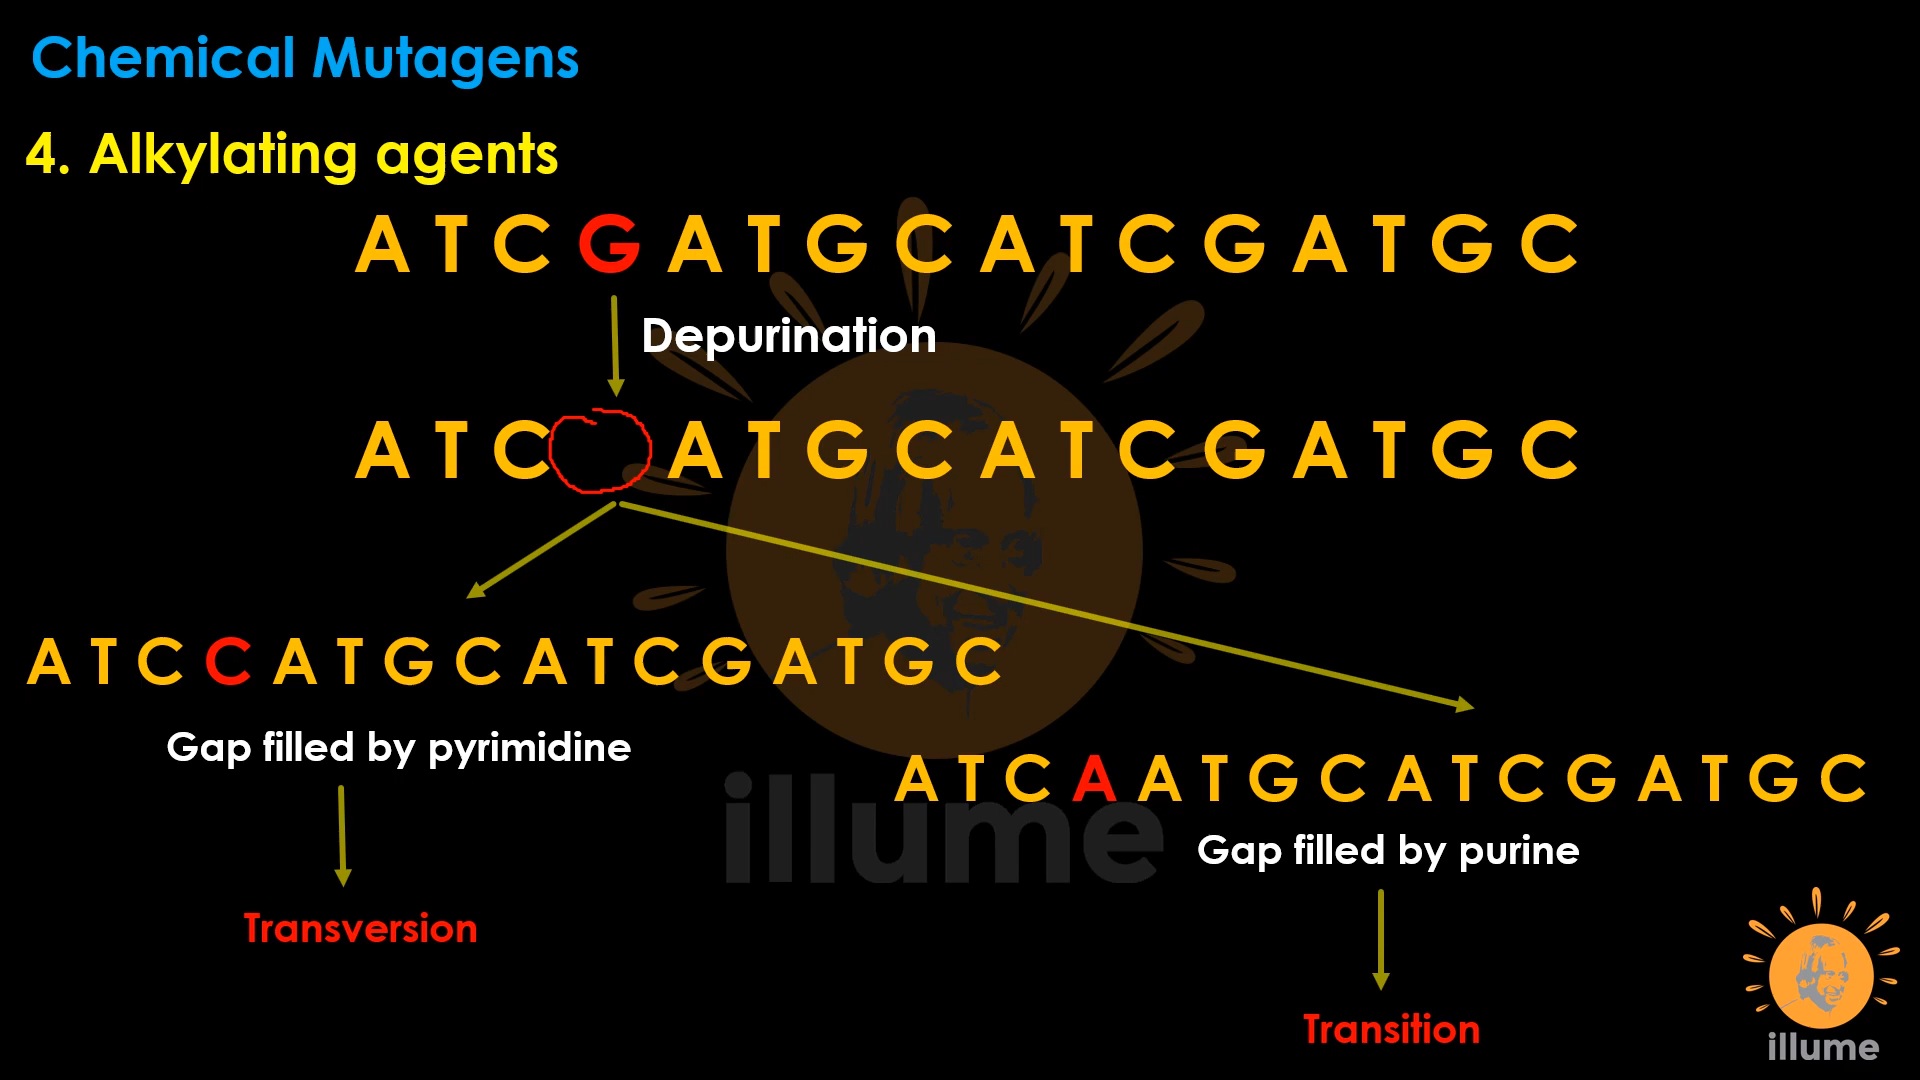 Chemical Mutagens
4. Alkylating agents
A T C G A T G C A T C G A T G C
Depurination
A T C A T G C A T C G A T G C
A T C C A T G C A T C G A T G C
Gap filled by pyrimidine
Transversion
A T C A A T G C A T C G A T G C
Gap filled by purine
Transition
illume
illume